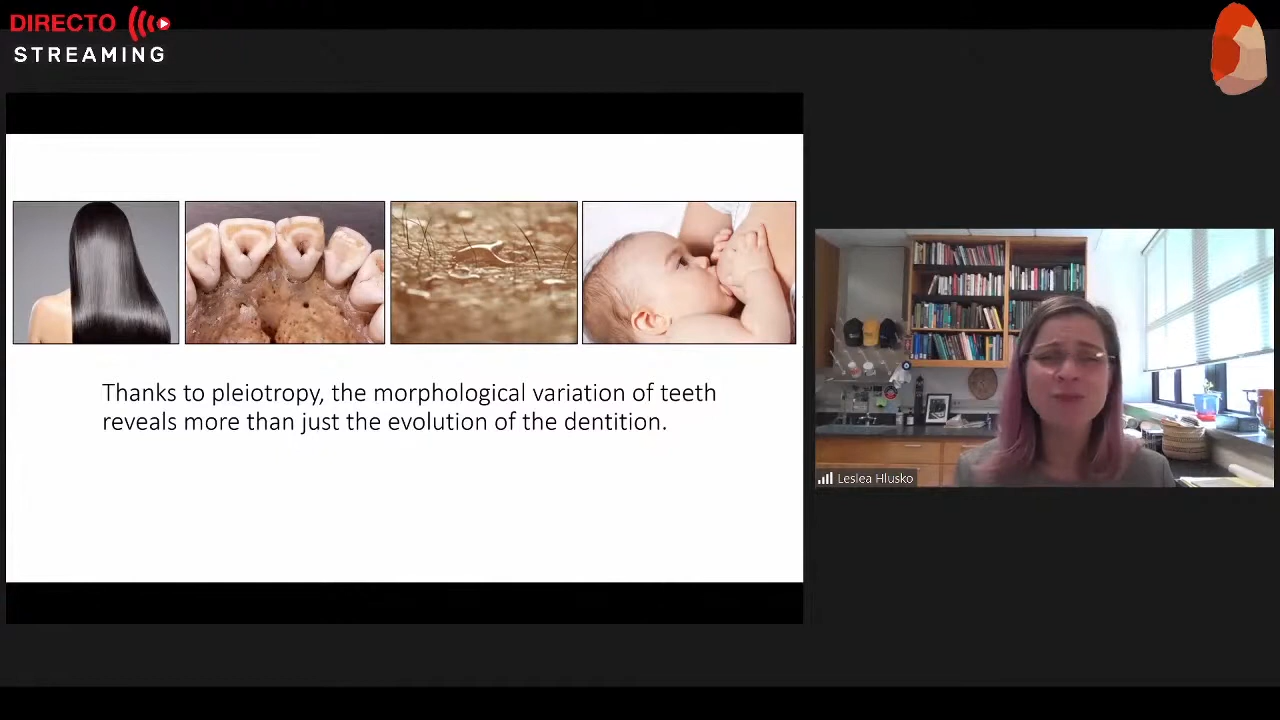 DIRECTO
STREAMING
Thanks to pleiotropy, the morphological variation of teeth
reveals more than just the evolution of the dentition.
Leslea Hlusko